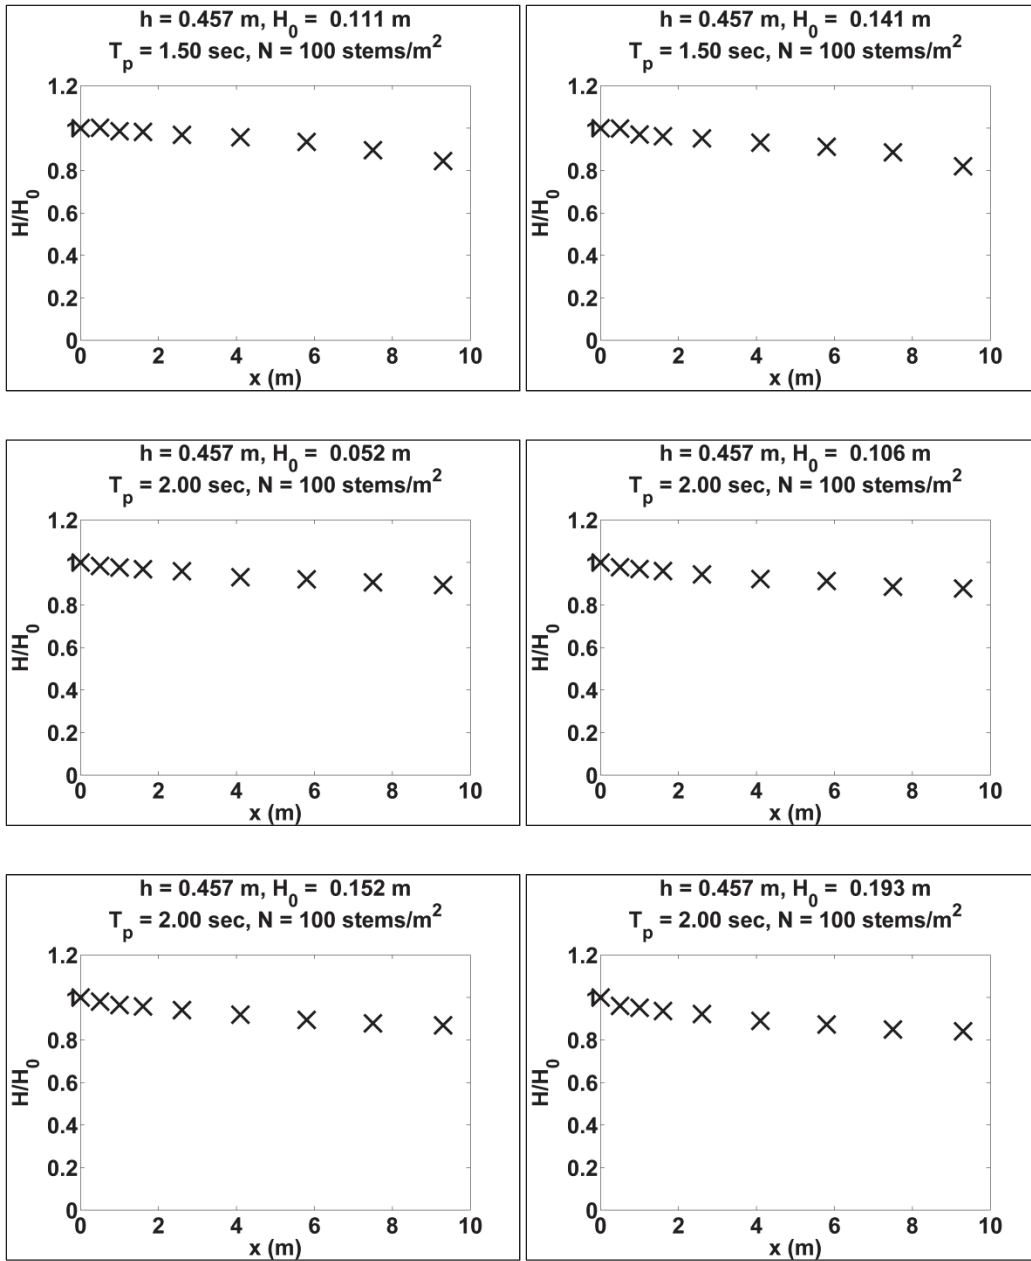 h = 0.457 m, H₀ = 0.111 m
Tₚ = 1.50 sec, N = 100 stems/m²
1.2
1
0.8
0.6
0.4
0.2
0
H/H₀
0 2 4 6 8 10
x (m)
h = 0.457 m, H₀ = 0.141 m
Tₚ = 1.50 sec, N = 100 stems/m²
1.2
1
0.8
0.6
0.4
0.2
0
H/H₀
0 2 4 6 8 10
x (m)
h = 0.457 m, H₀ = 0.052 m
Tₚ = 2.00 sec, N = 100 stems/m²
1.2
1
0.8
0.6
0.4
0.2
0
H/H₀
0 2 4 6 8 10
x (m)
h = 0.457 m, H₀ = 0.106 m
Tₚ = 2.00 sec, N = 100 stems/m²
1.2
1
0.8
0.6
0.4
0.2
0
H/H₀
0 2 4 6 8 10
x (m)
h = 0.457 m, H₀ = 0.152 m
Tₚ = 2.00 sec, N = 100 stems/m²
1.2
1
0.8
0.6
0.4
0.2
0
H/H₀
0 2 4 6 8 10
x (m)
h = 0.457 m, H₀ = 0.193 m
Tₚ = 2.00 sec, N = 100 stems/m²
1.2
1
0.8
0.6
0.4
0.2
0
H/H₀
0 2 4 6 8 10
x (m)